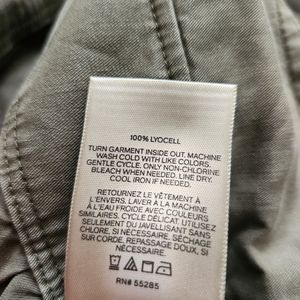 100% LYOCELL
TURN GARMENT INSIDE OUT. MACHINE
WASH COLD WITH LIKE COLORS.
GENTLE CYCLE. ONLY NON-CHLORINE
BLEACH WHEN NEEDED. LINE DRY.
COOL IRON IF NEEDED.
RETOURNEZ LE VÊTEMENT À
L'ENVERS. LAVER À LA MACHINE
À L'EAU FROIDE AVEC COULEURS
SIMILAIRES. CYCLE DÉLICAT. UTILISER
SEULEMENT DU JAVELLISANT SANS
CHLORE, SI NÉCESSAIRE. SÉCHAGE
SUR CORDE. REPASSAGE DOUX, SI
NÉCESSAIRE.
RN# 55285